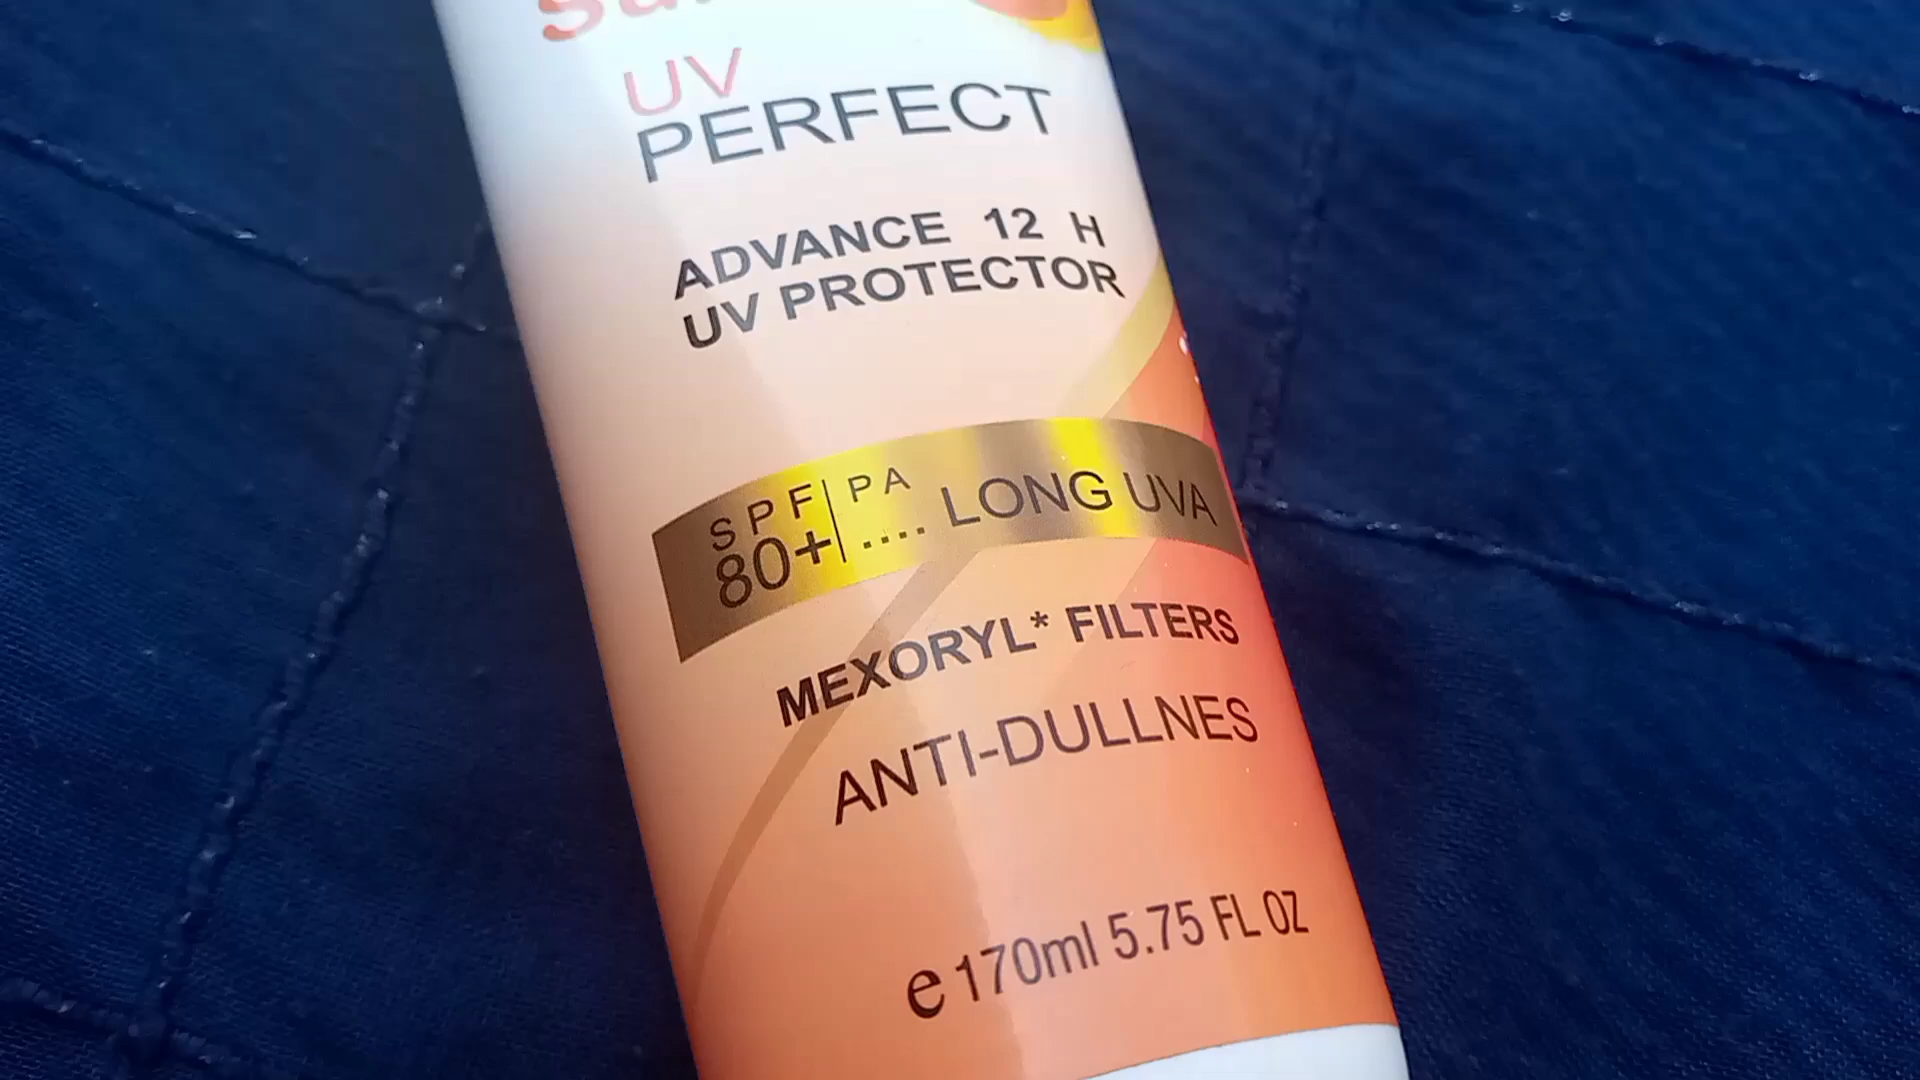 UV
PERFECT
ADVANCE 12 H
UV PROTECTOR
SPF 80+ | PA .... LONG UVA
MEXORYL* FILTERS
ANTI-DULLNES
e 170ml 5.75 FL OZ